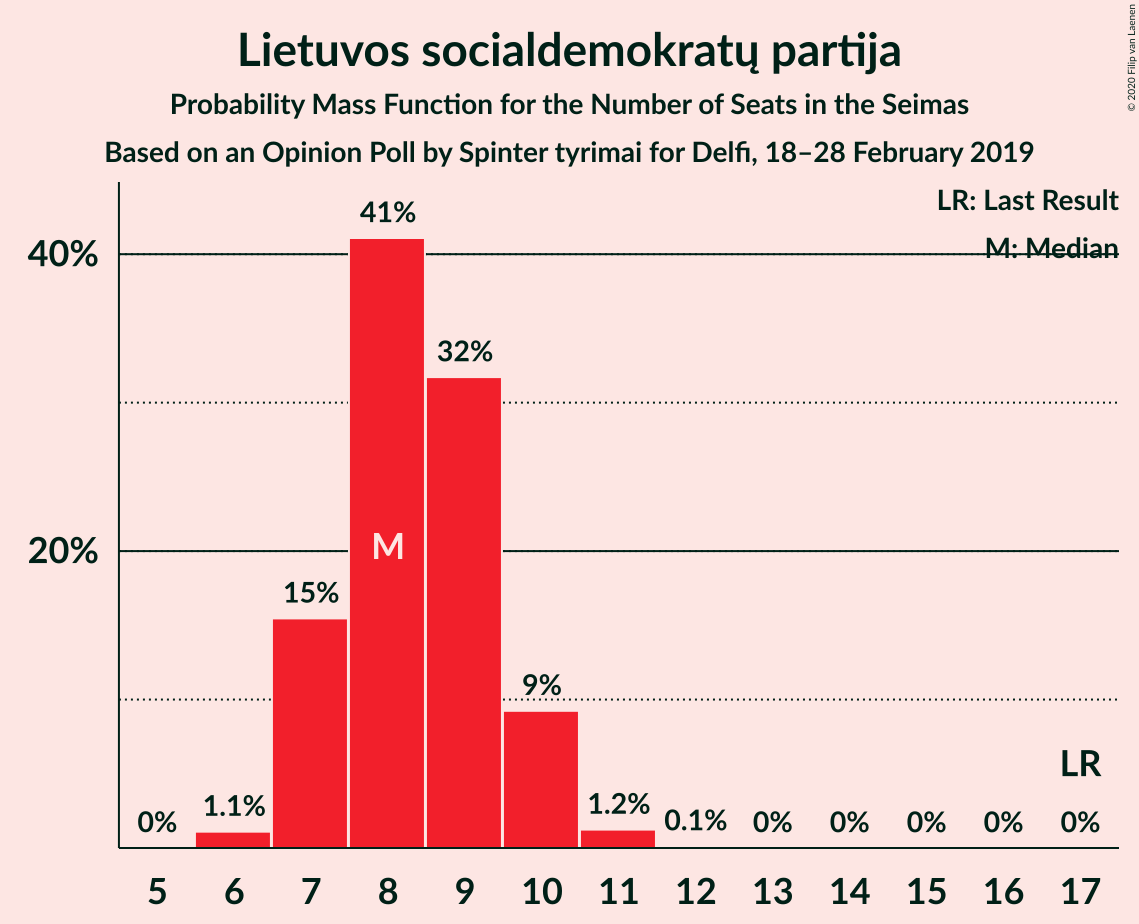 Lietuvos socialdemokratų partija
Probability Mass Function for the Number of Seats in the Seimas
Based on an Opinion Poll by Spinter tyrimai for Delfi, 18–28 February 2019
© 2020 Filip van Laenen
LR: Last Result
M: Median
41%
40%
32%
M
20%
15%
9%
LR
0%
1.1%
1.2%
0.1%
0%
0%
0%
0%
0%
5 6 7 8 9 10 11 12 13 14 15 16 17